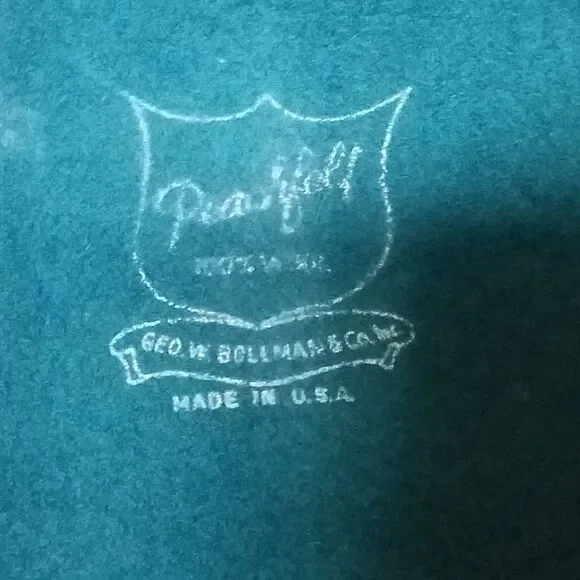 100% WOOL
GEO. W. BOLLMAN & CO. Inc.
MADE IN U.S.A.